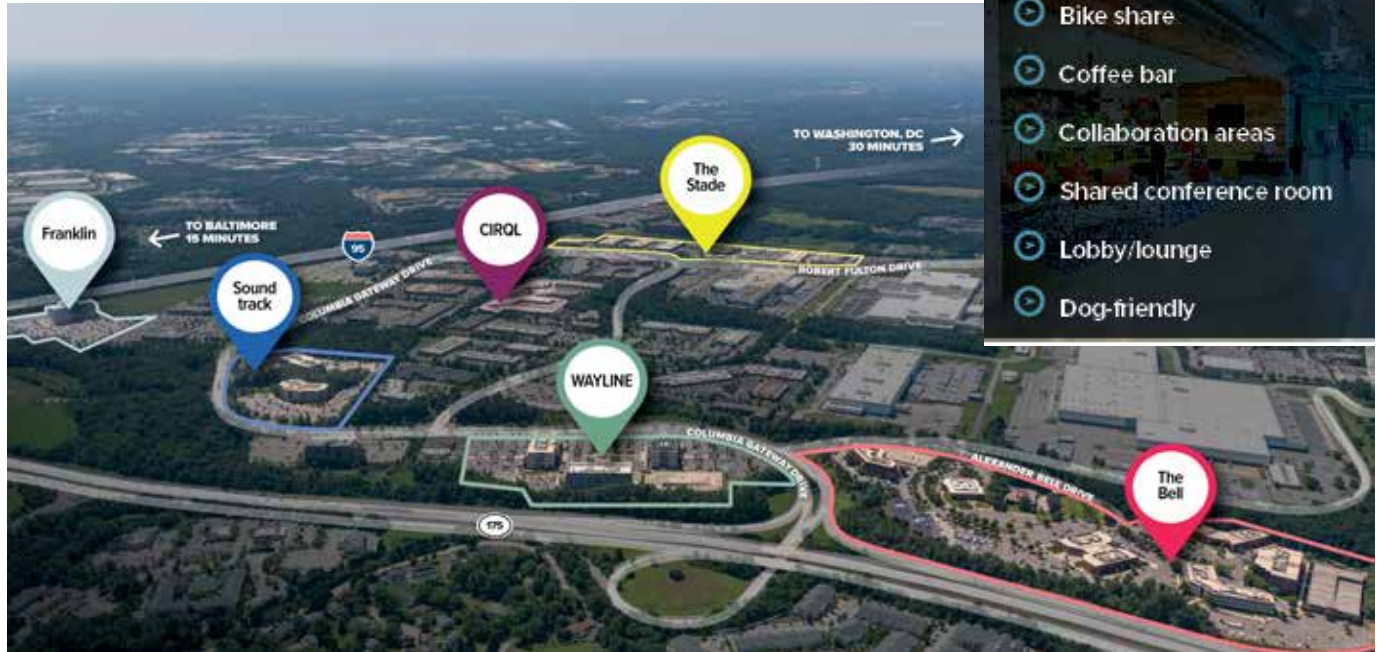 Bike share
Coffee bar
Collaboration areas
Shared conference room
Lobby/lounge
Dog-friendly
TO WASHINGTON, DC
30 MINUTES
The
Stade
Franklin
TO BALTIMORE
15 MINUTES
95
CIRQL
Sound
track
COLUMBIA GATEWAY DRIVE
ROBERT FULTON DRIVE
WAYLINE
COLUMBIA GATEWAY DRIVE
ALEXANDER BELL DRIVE
The
Bell
175